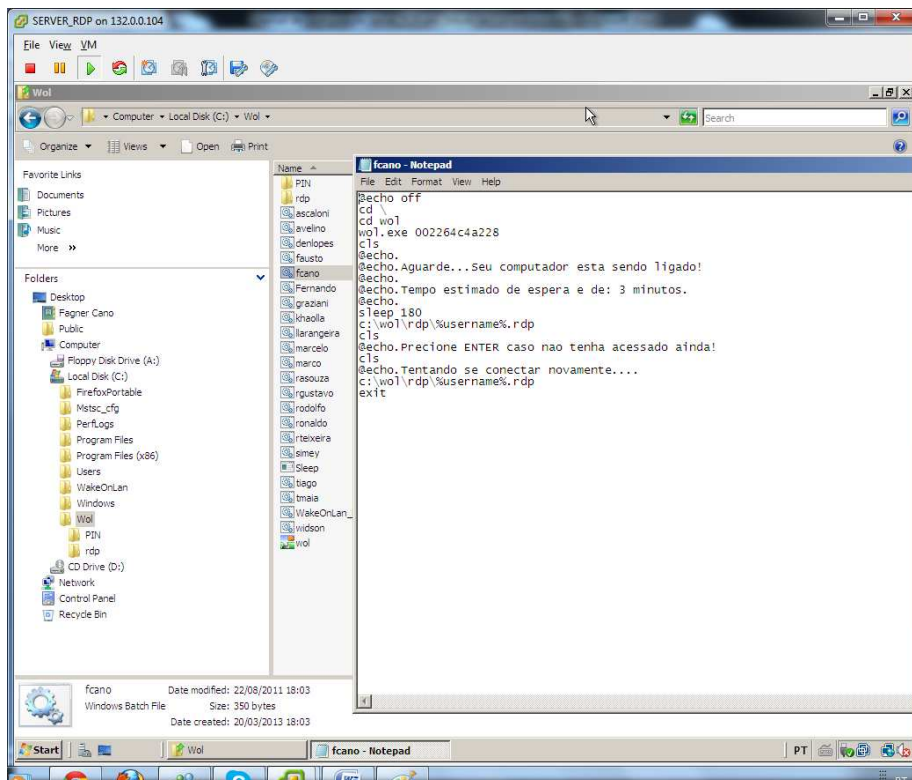 SERVER_RDP on 132.0.0.104
File View VM
Wol
Computer Local Disk (C:) Wol
Search
Organize Views Open Print
Favorite Links
Documents
Pictures
Music
More »
Folders
Desktop
Fagner Cano
Public
Computer
Floppy Disk Drive (A:)
Local Disk (C:)
FirefoxPortable
Mstsc_cfg
PerfLogs
Program Files
Program Files (x86)
Users
WakeOnLan
Windows
Wol
PIN
rdp
CD Drive (D:)
Network
Control Panel
Recycle Bin
Name
PIN
rdp
ascaloni
avelino
denlopes
fausto
fcano
Fernando
graziani
khaolla
llarangeira
marcelo
marco
rasouza
rgustavo
rodolfo
ronaldo
rteixeira
simey
Sleep
tiago
tmaia
WakeOnLan_
widson
wol
fcano - Notepad
File Edit Format View Help
@echo off
cd \
cd wol
wol.exe 002264c4a228
cls
@echo.
@echo.Aguarde...Seu computador esta sendo ligado!
@echo.
@echo.Tempo estimado de espera e de: 3 minutos.
@echo.
sleep 180
c:\wol\rdp\%username%.rdp
cls
@echo.Precione ENTER caso nao tenha acessado ainda!
cls
@echo.Tentando se conectar novamente....
c:\wol\rdp\%username%.rdp
exit
fcano Date modified: 22/08/2011 18:03
Windows Batch File Size: 350 bytes
Date created: 20/03/2013 18:03
Start Wol fcano - Notepad PT
PT